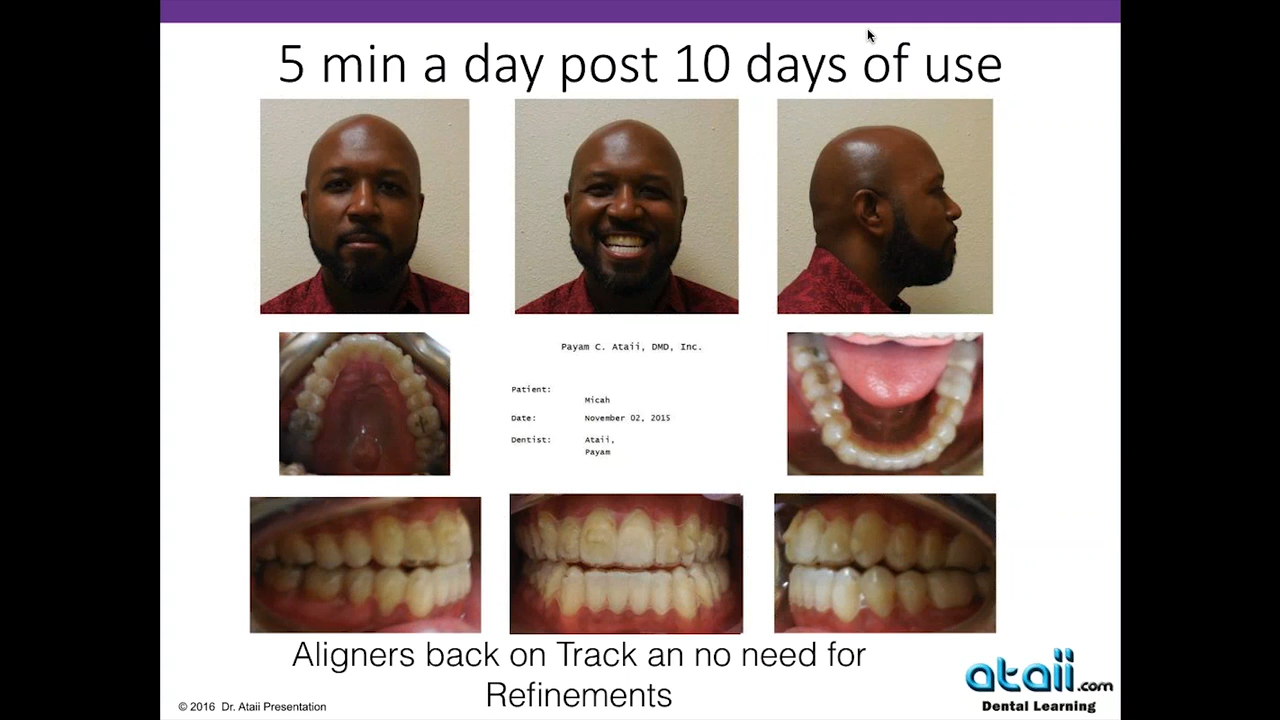 5 min a day post 10 days of use
Payam C. Ataii, DMD, Inc.
Patient:
Micah
Date: November 02, 2015
Dentist: Ataii,
Payam
Aligners back on Track an no need for
Refinements
© 2016 Dr. Ataii Presentation
ataii.com
Dental Learning